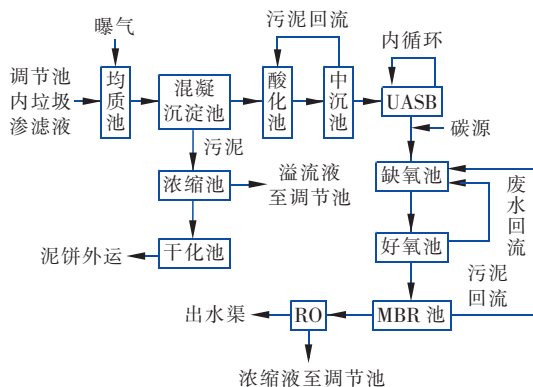 曝气
污泥回流
内循环
调节池
内垃圾
渗滤液
均质池
混凝
沉淀池
酸化池
中沉池
UASB
碳源
污泥
浓缩池
溢流液
至调节池
缺氧池
废水回流
泥饼外运
干化池
好氧池
污泥
回流
出水渠
RO
MBR 池
浓缩液至调节池